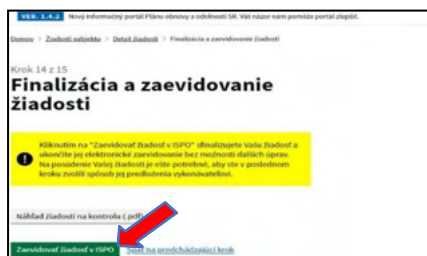 VER. 1.4.2 Nový informačný portál Plánu obnovy a odolnosti SR. Váš názor nám pomôže portál zlepšiť.
Domov > Žiadosti subjektu > Detail žiadosti > Finalizácia a zaevidovanie žiadosti
Krok 14 z 15
Finalizácia a zaevidovanie
žiadosti
Kliknutím na "Zaevidovať žiadosť v ISPO" sfinalizujete Vašu žiadosť a
ukončíte jej elektronické zaevidovanie bez možnosti ďalších úprav.
Na posúdenie Vašej žiadosti je ešte potrebné, aby ste v poslednom
kroku zvolili spôsob jej predloženia vykonávateľovi.
Náhľad žiadosti na kontrolu (.pdf)
Zaevidovať žiadosť v ISPO Späť na predchádzajúci krok